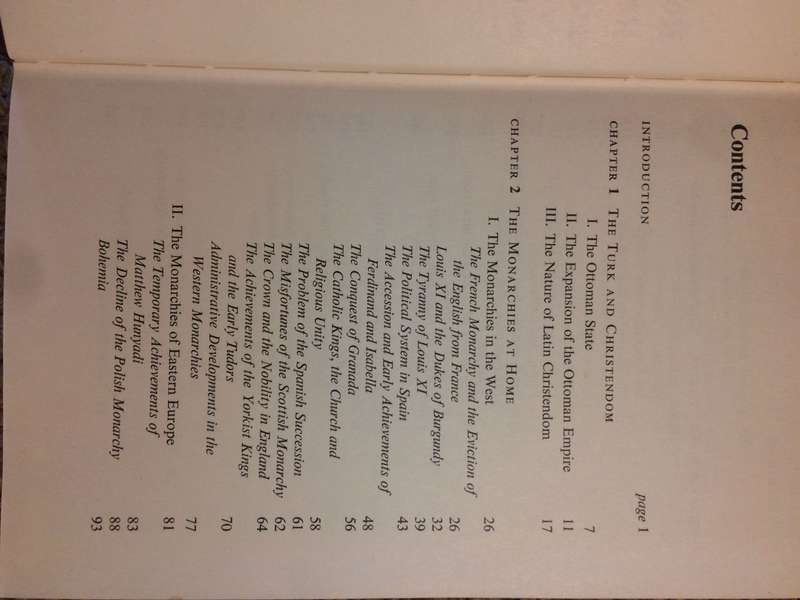 Contents
INTRODUCTION page 1
CHAPTER 1 THE TURK AND CHRISTENDOM
I. The Ottoman State 7
II. The Expansion of the Ottoman Empire 11
III. The Nature of Latin Christendom 17
CHAPTER 2 THE MONARCHIES AT HOME
I. The Monarchies in the West 26
The French Monarchy and the Eviction of
the English from France 26
Louis XI and the Dukes of Burgundy 32
The Tyranny of Louis XI 39
The Political System in Spain 43
The Accession and Early Achievements of
Ferdinand and Isabella 48
The Conquest of Granada 56
The Catholic Kings, the Church and
Religious Unity 58
The Problem of the Spanish Succession 61
The Misfortunes of the Scottish Monarchy 62
The Crown and the Nobility in England 64
The Achievements of the Yorkist Kings
and the Early Tudors 70
Administrative Developments in the
Western Monarchies 77
II. The Monarchies of Eastern Europe 81
The Temporary Achievements of
Matthew Hunyadi 83
The Decline of the Polish Monarchy 88
Bohemia 93